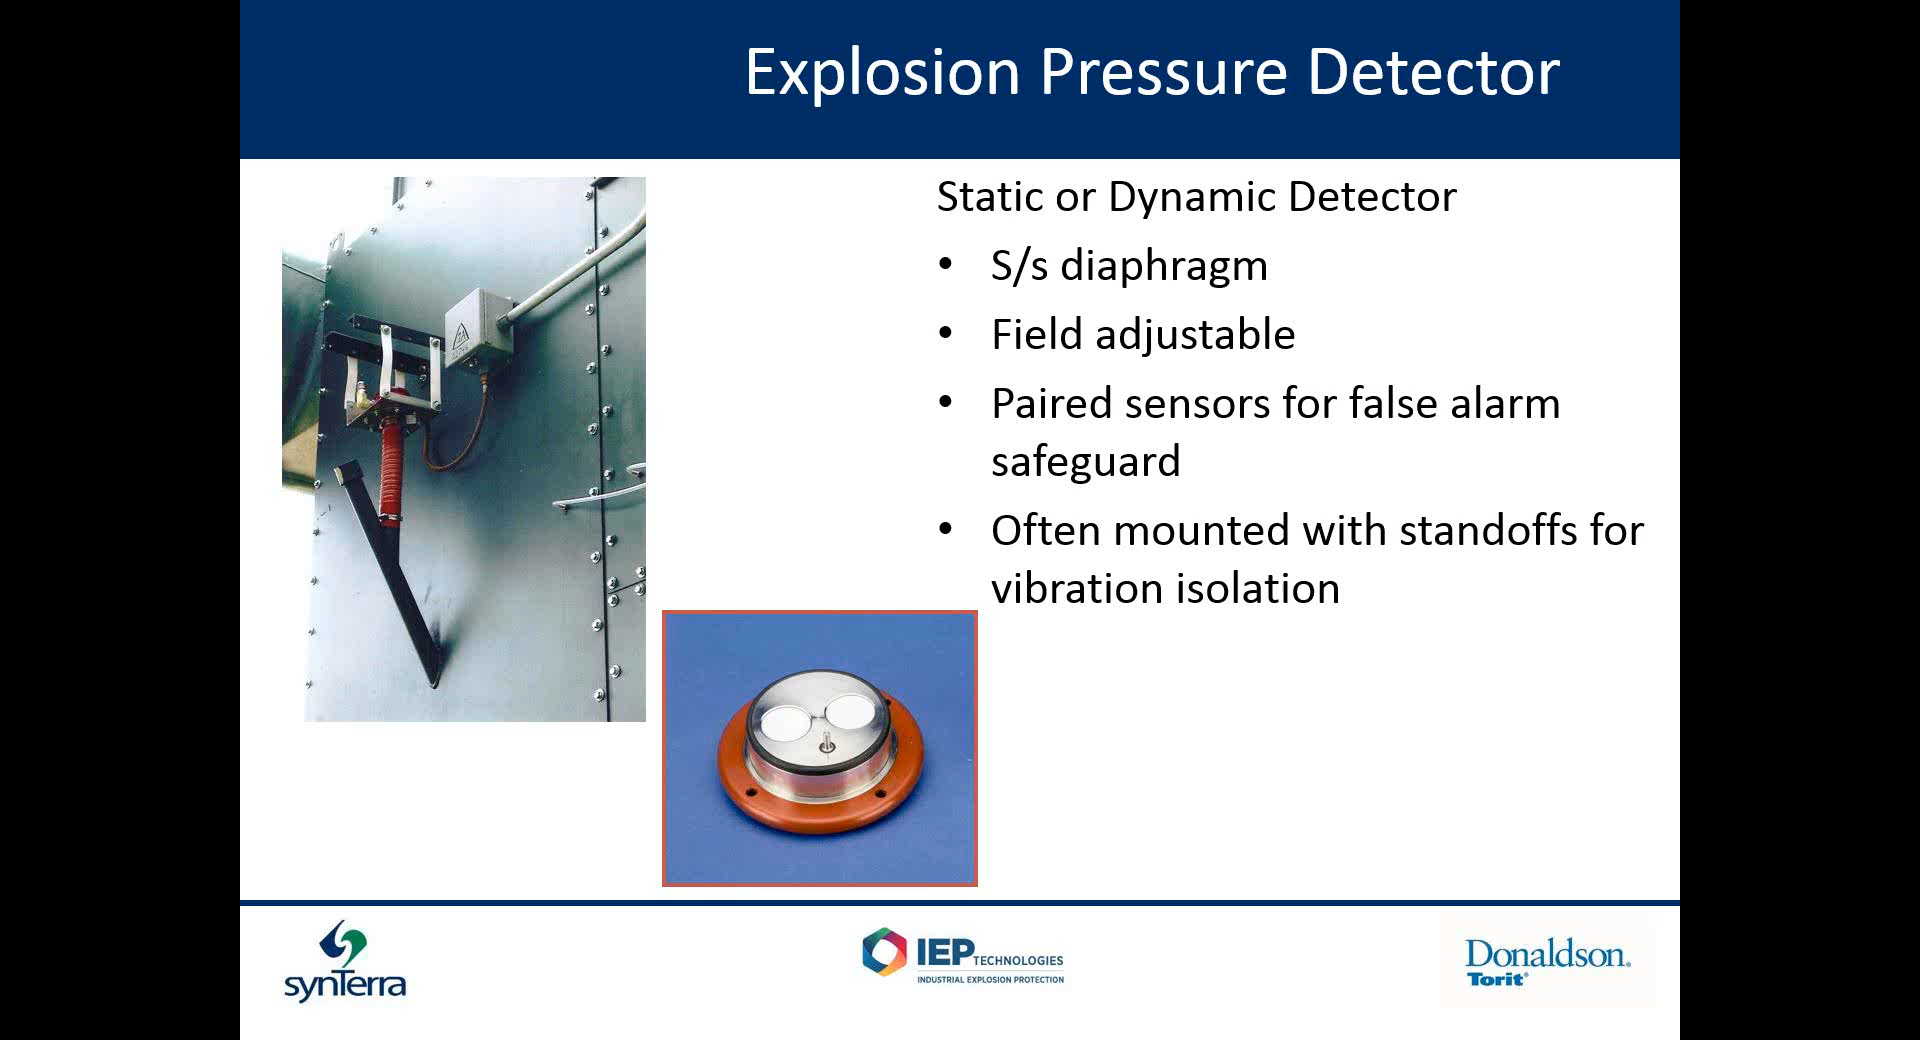 Explosion Pressure Detector
Static or Dynamic Detector
• S/s diaphragm
• Field adjustable
• Paired sensors for false alarm
safeguard
• Often mounted with standoffs for
vibration isolation
synTerra
IEP TECHNOLOGIES
INDUSTRIAL EXPLOSION PROTECTION
Donaldson.
Torit®